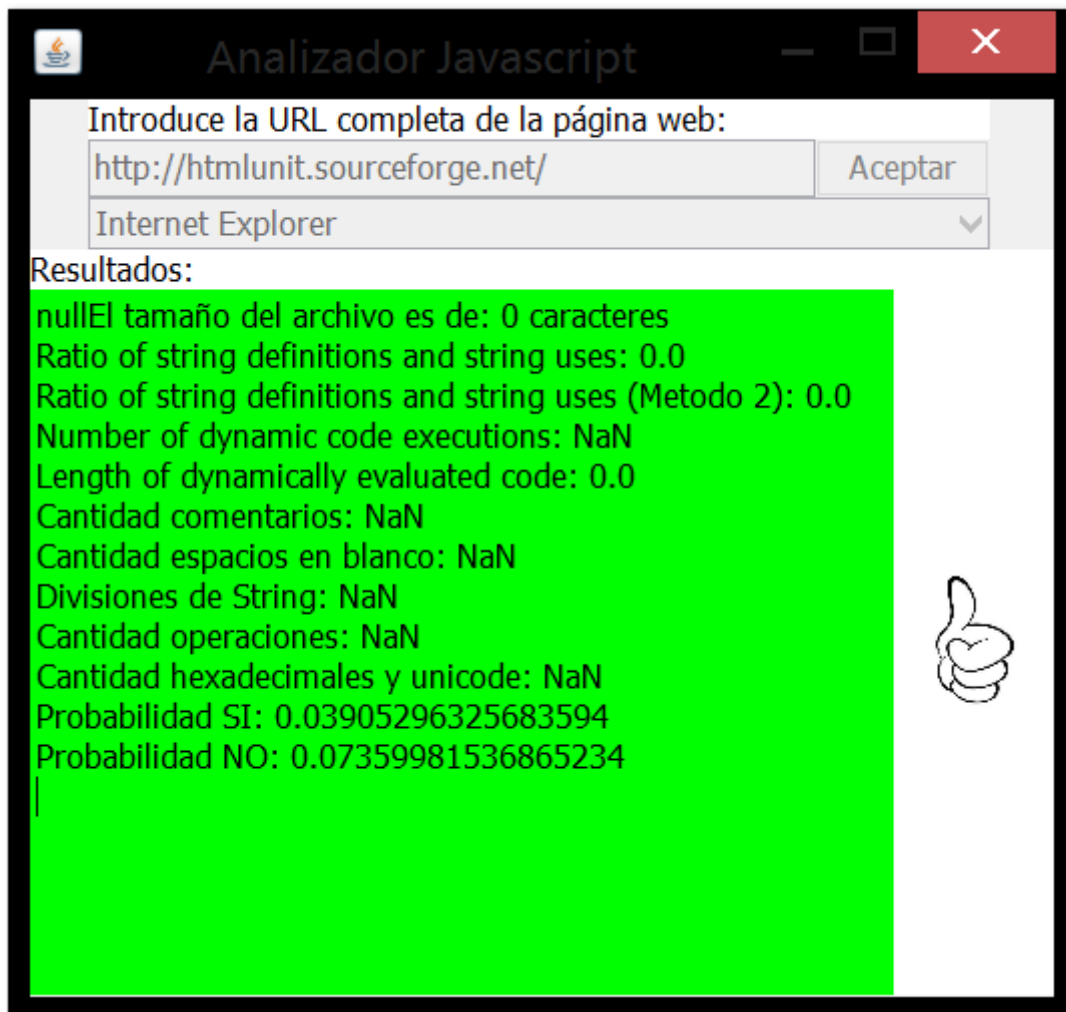 Analizador Javascript
Introduce la URL completa de la página web:
http://htmlunit.sourceforge.net/
Aceptar
Internet Explorer
Resultados:
nullEl tamaño del archivo es de: 0 caracteres
Ratio of string definitions and string uses: 0.0
Ratio of string definitions and string uses (Metodo 2): 0.0
Number of dynamic code executions: NaN
Length of dynamically evaluated code: 0.0
Cantidad comentarios: NaN
Cantidad espacios en blanco: NaN
Divisiones de String: NaN
Cantidad operaciones: NaN
Cantidad hexadecimales y unicode: NaN
Probabilidad SI: 0.03905296325683594
Probabilidad NO: 0.07359981536865234